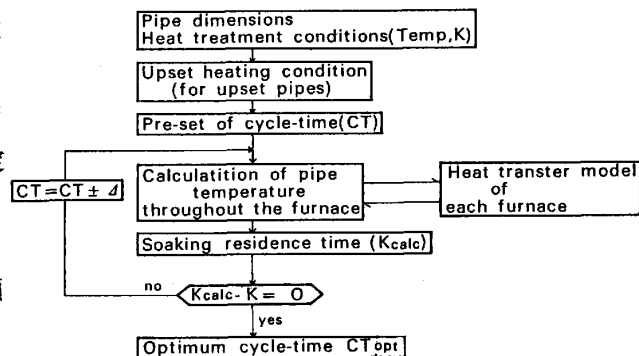 Pipe dimensions
Heat treatment conditions(Temp,K)
Upset heating condition
(for upset pipes)
Pre-set of cycle-time(CT)
CT=CT ± Δ
Calculatition of pipe
temperature
throughout the furnace
Heat transter model
of
each furnace
Soaking residence time (Kcalc)
no
Kcalc- K = O
yes
Optimum cycle-time CTopt